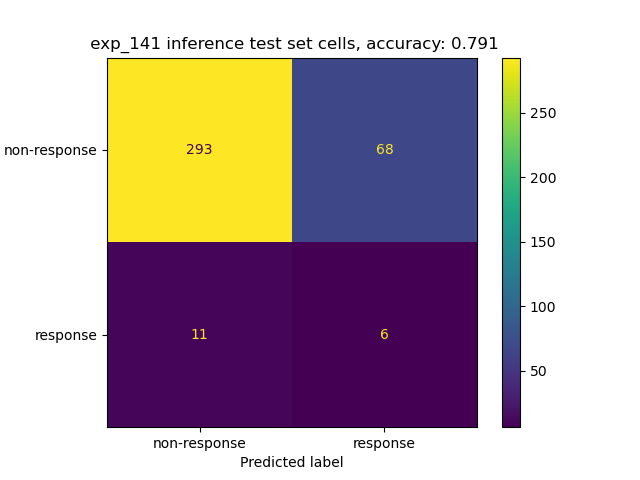 exp_141 inference test set cells, accuracy: 0.791
non-response
293
68
response
11
6
non-response
response
Predicted label
250
200
150
100
50